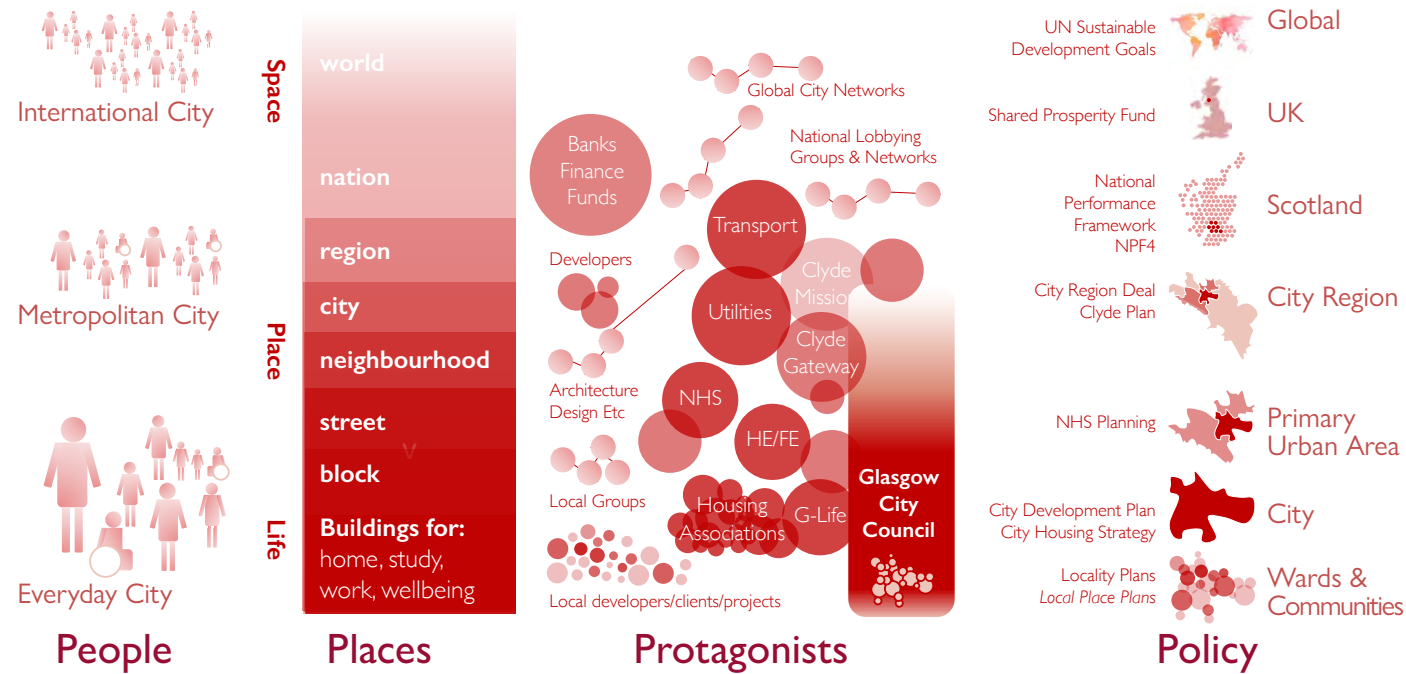 International City
Metropolitan City
Everyday City
People
Space
Place
Life
world
nation
region
city
neighbourhood
street
v
block
Buildings for:
home, study,
work, wellbeing
Places
Global City Networks
Banks
Finance
Funds
National Lobbying
Groups & Networks
Transport
Developers
Clyde
Mission
Utilities
Clyde
Gateway
Architecture
Design Etc
NHS
HE/FE
Local Groups
Housing
Associations
G-Life
Glasgow
City
Council
Local developers/clients/projects
Protagonists
UN Sustainable
Development Goals
Global
Shared Prosperity Fund
UK
National
Performance
Framework
NPF4
Scotland
City Region Deal
Clyde Plan
City Region
NHS Planning
Primary
Urban Area
City Development Plan
City Housing Strategy
City
Locality Plans
Local Place Plans
Wards &
Communities
Policy